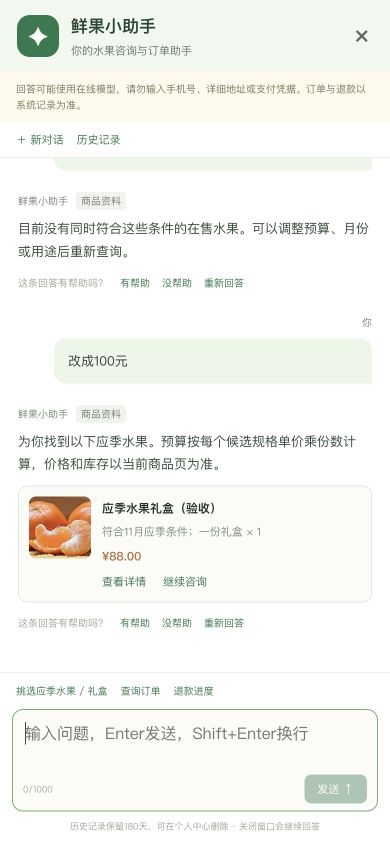 鲜果小助手
你的水果咨询与订单助手
×
回答可能使用在线模型，请勿输入手机号、详细地址或支付凭据。订单与退款以
系统记录为准。
＋ 新对话 历史记录
鲜果小助手 商品资料
目前没有同时符合这些条件的在售水果。可以调整预算、月份
或用途后重新查询。
这条回答有帮助吗？ 有帮助 没帮助 重新回答
你
改成100元
鲜果小助手 商品资料
为你找到以下应季水果。预算按每个候选规格单价乘份数计
算，价格和库存以当前商品页为准。
应季水果礼盒（验收）
符合11月应季条件；一份礼盒 × 1
¥88.00
查看详情 继续咨询
这条回答有帮助吗？ 有帮助 没帮助 重新回答
挑选应季水果 / 礼盒 查询订单 退款进度
输入问题，Enter发送，Shift+Enter换行
0/1000
发送 ↑
历史记录保留180天，可在个人中心删除 · 关闭窗口会继续回答